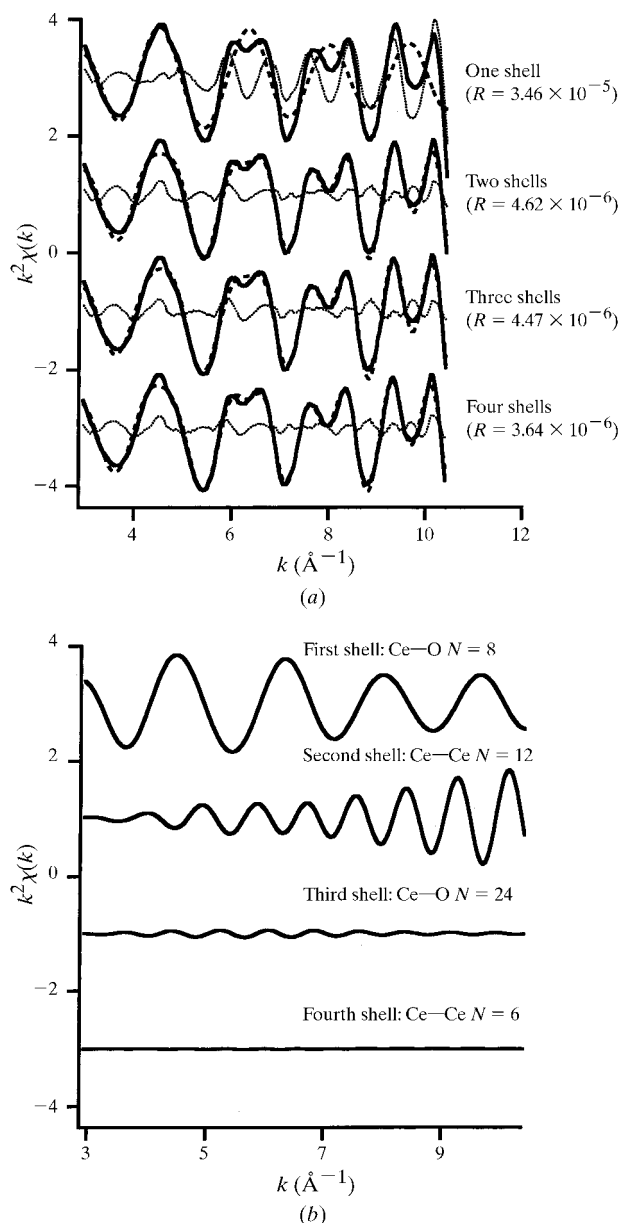 4
2
0
−2
−4
k²χ(k)
One shell
(R = 3.46 × 10⁻⁵)
Two shells
(R = 4.62 × 10⁻⁶)
Three shells
(R = 4.47 × 10⁻⁶)
Four shells
(R = 3.64 × 10⁻⁶)
4 6 8 10 12
k (Å⁻¹)
(a)
4
2
0
−2
−4
k²χ(k)
First shell: Ce—O N = 8
Second shell: Ce—Ce N = 12
Third shell: Ce—O N = 24
Fourth shell: Ce—Ce N = 6
3 5 7 9
k (Å⁻¹)
(b)